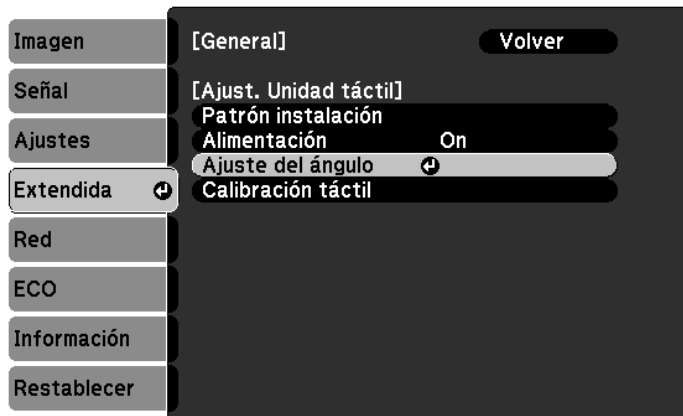 Imagen
Señal
Ajustes
Extendida
Red
ECO
Información
Restablecer
[General] Volver
[Ajust. Unidad táctil]
Patrón instalación
Alimentación On
Ajuste del ángulo
Calibración táctil